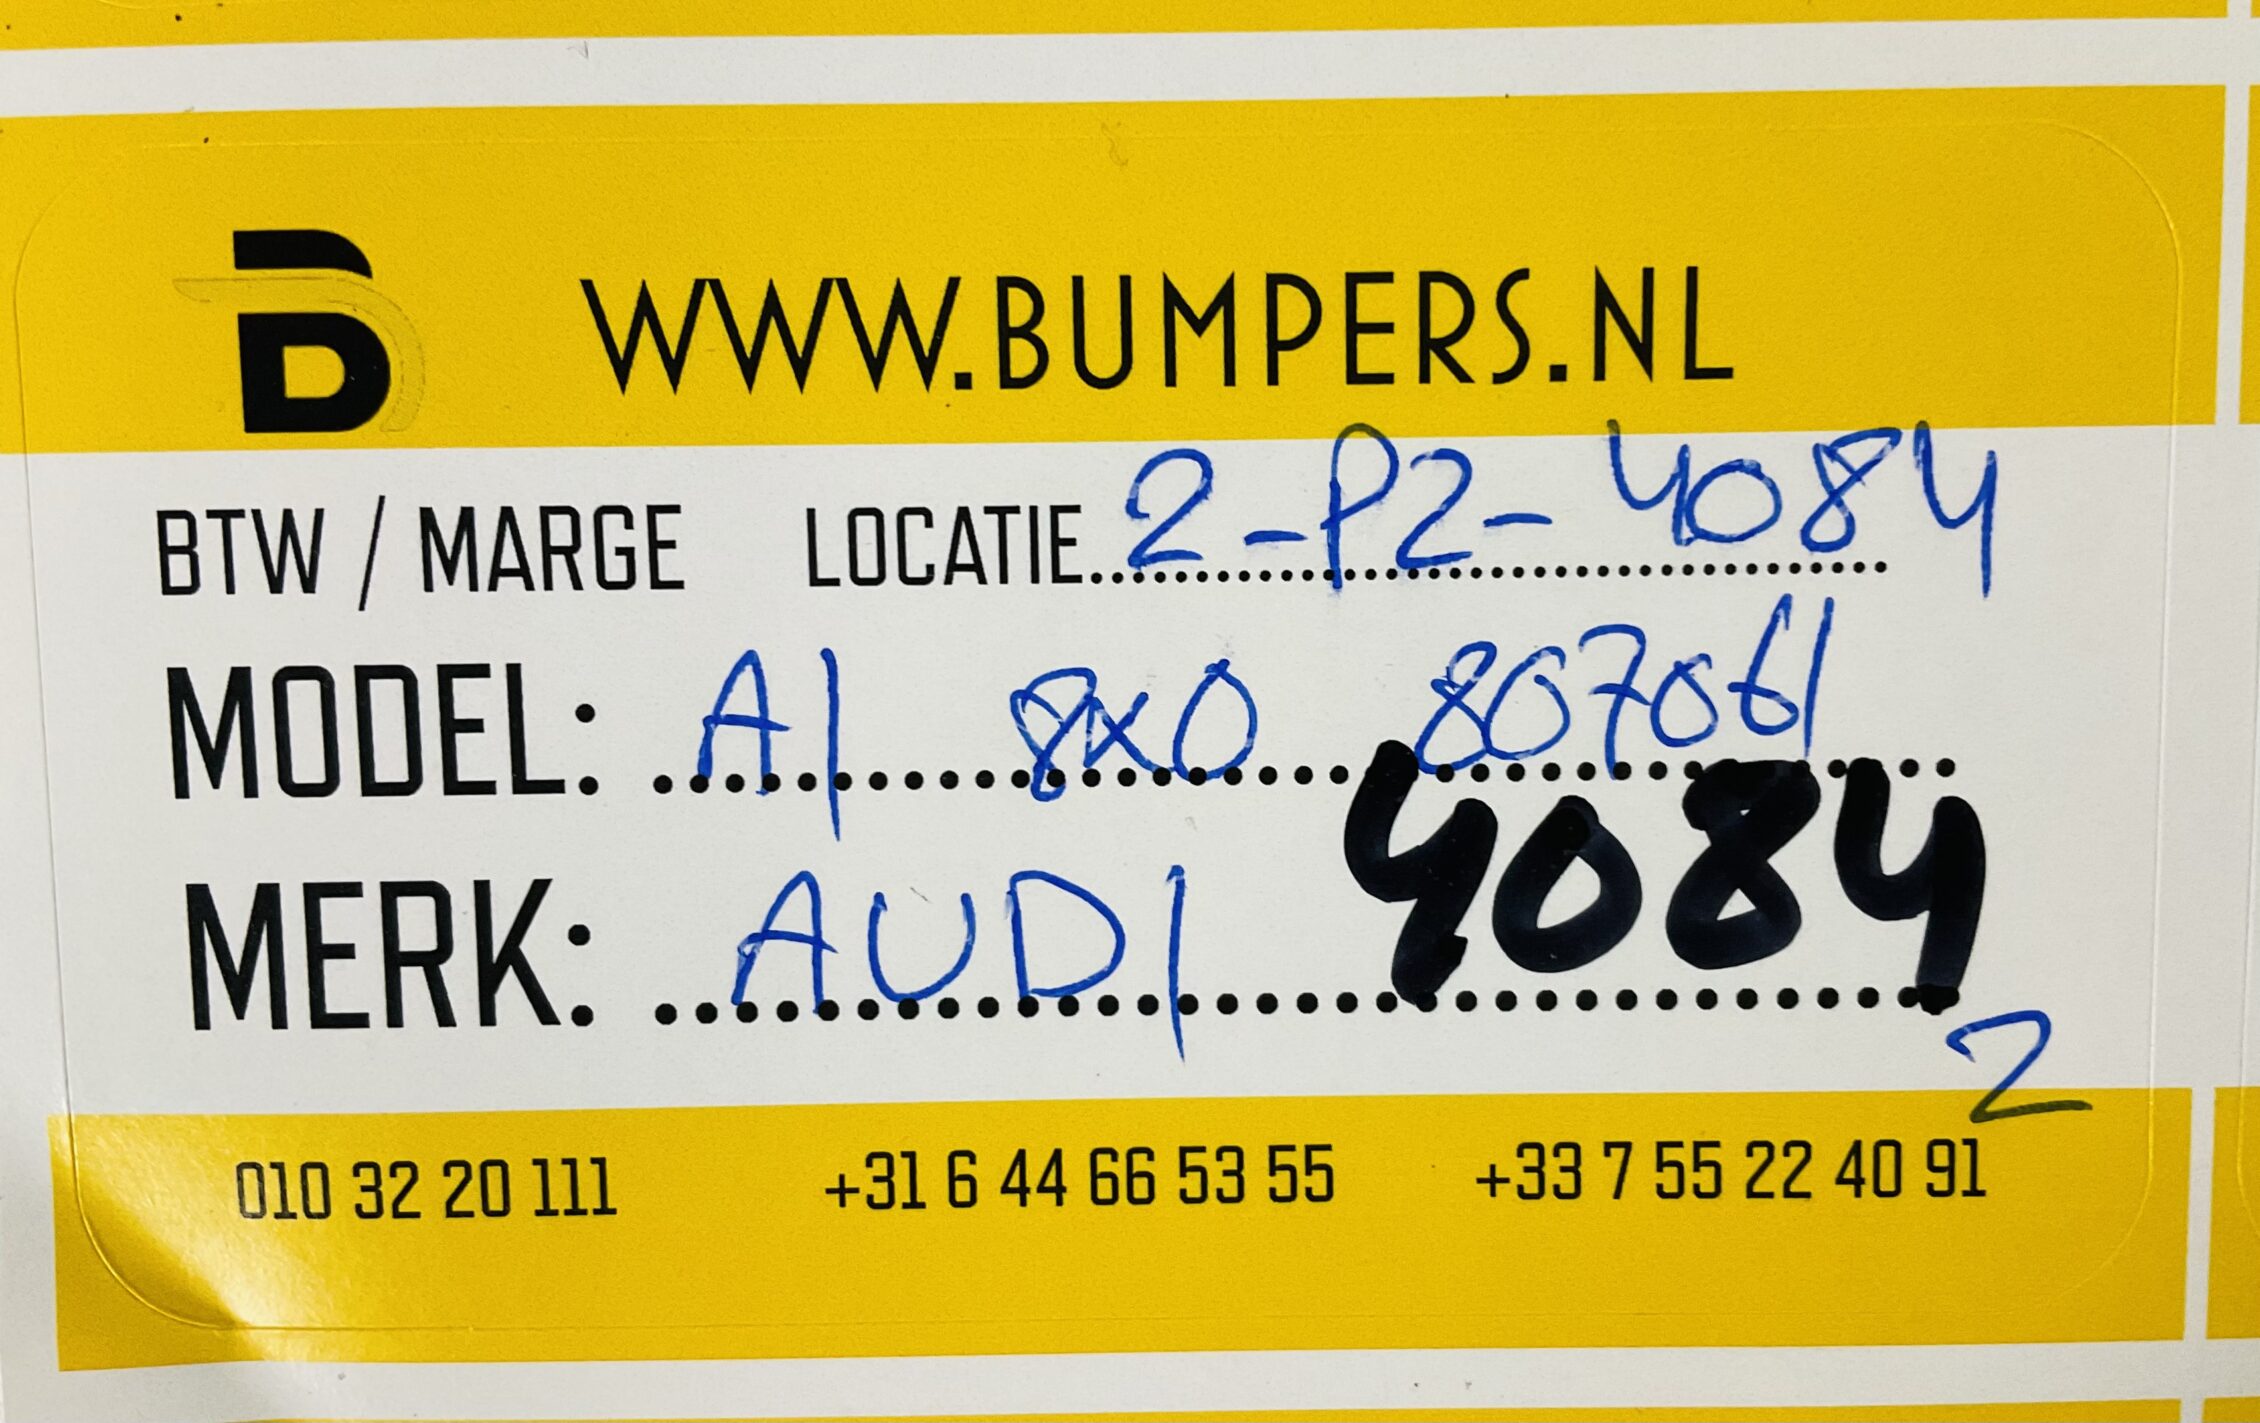 WWW.BUMPERS.NL
BTW / MARGE LOCATIE 2-P2-4084
MODEL: A1 8X0 807061
MERK: AUDI 4084
2
010 32 20 111 +31 6 44 66 53 55 +33 7 55 22 40 91